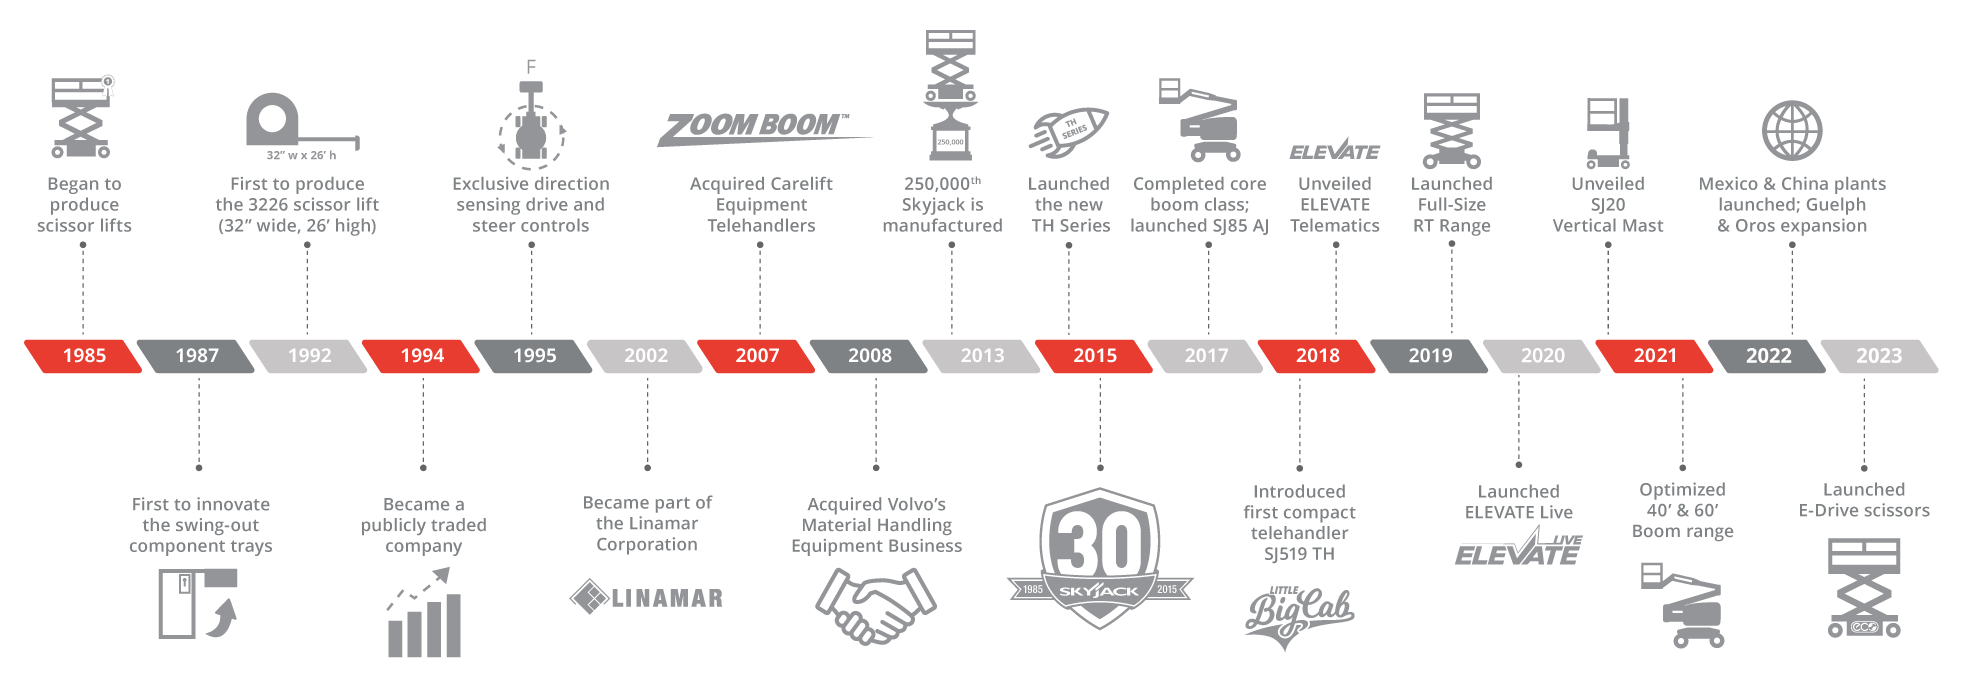 Began to
produce
scissor lifts
32” w x 26’ h
First to produce
the 3226 scissor lift
(32” wide, 26’ high)
F
Exclusive direction
sensing drive and
steer controls
ZOOM BOOM™
Acquired Carelift
Equipment
Telehandlers
250,000
250,000th
Skyjack is
manufactured
TH
SERIES
Launched
the new
TH Series
Completed core
boom class;
launched SJ85 AJ
ELEVATE
Unveiled
ELEVATE
Telematics
Launched
Full-Size
RT Range
Unveiled
SJ20
Vertical Mast
Mexico & China plants
launched; Guelph
& Oros expansion
1985 1987 1992 1994 1995 2002 2007 2008 2013 2015 2017 2018 2019 2020 2021 2022 2023
First to innovate
the swing-out
component trays
Became a
publicly traded
company
Became part of
the Linamar
Corporation
LINAMAR
Acquired Volvo’s
Material Handling
Equipment Business
30
1985 SKYJACK 2015
Introduced
first compact
telehandler
SJ519 TH
LITTLE
BigCab
Launched
ELEVATE Live
LIVE
ELEVATE
Optimized
40’ & 60’
Boom range
Launched
E-Drive scissors
eco